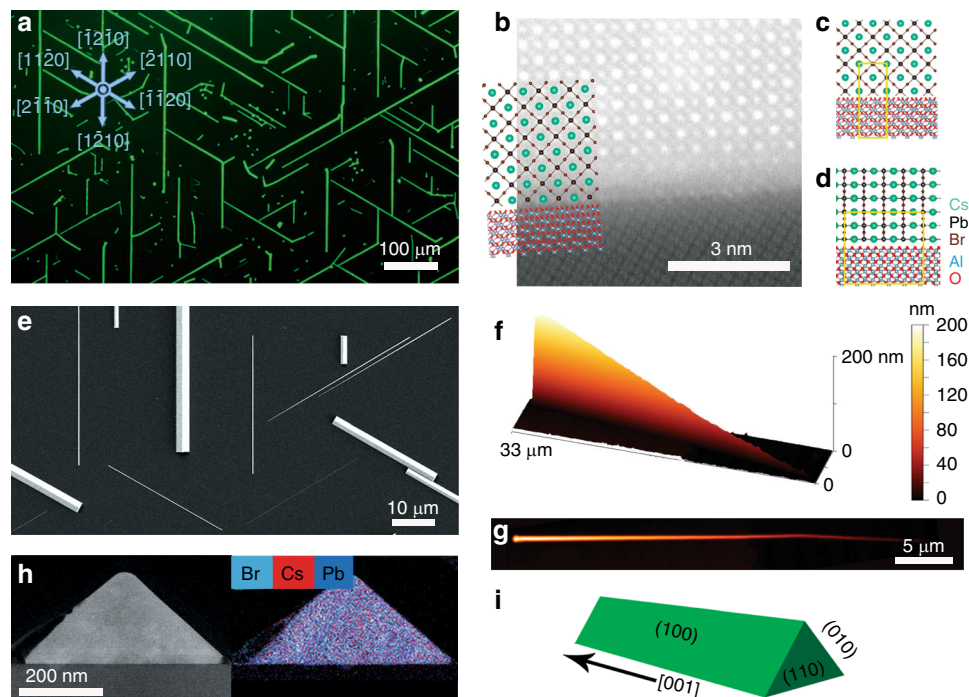 a
[1̄21̄0]
[112̄0]
[2̄110]
[21̄1̄0]
[1̄1̄20]
[12̄10]
100 μm
b
3 nm
c
d
Cs
Pb
Br
Al
O
e
10 μm
f
33 μm
200 nm
0
0
nm
200
160
120
80
40
0
g
5 μm
h
Br Cs Pb
200 nm
i
(100)
(010)
(110)
[001]